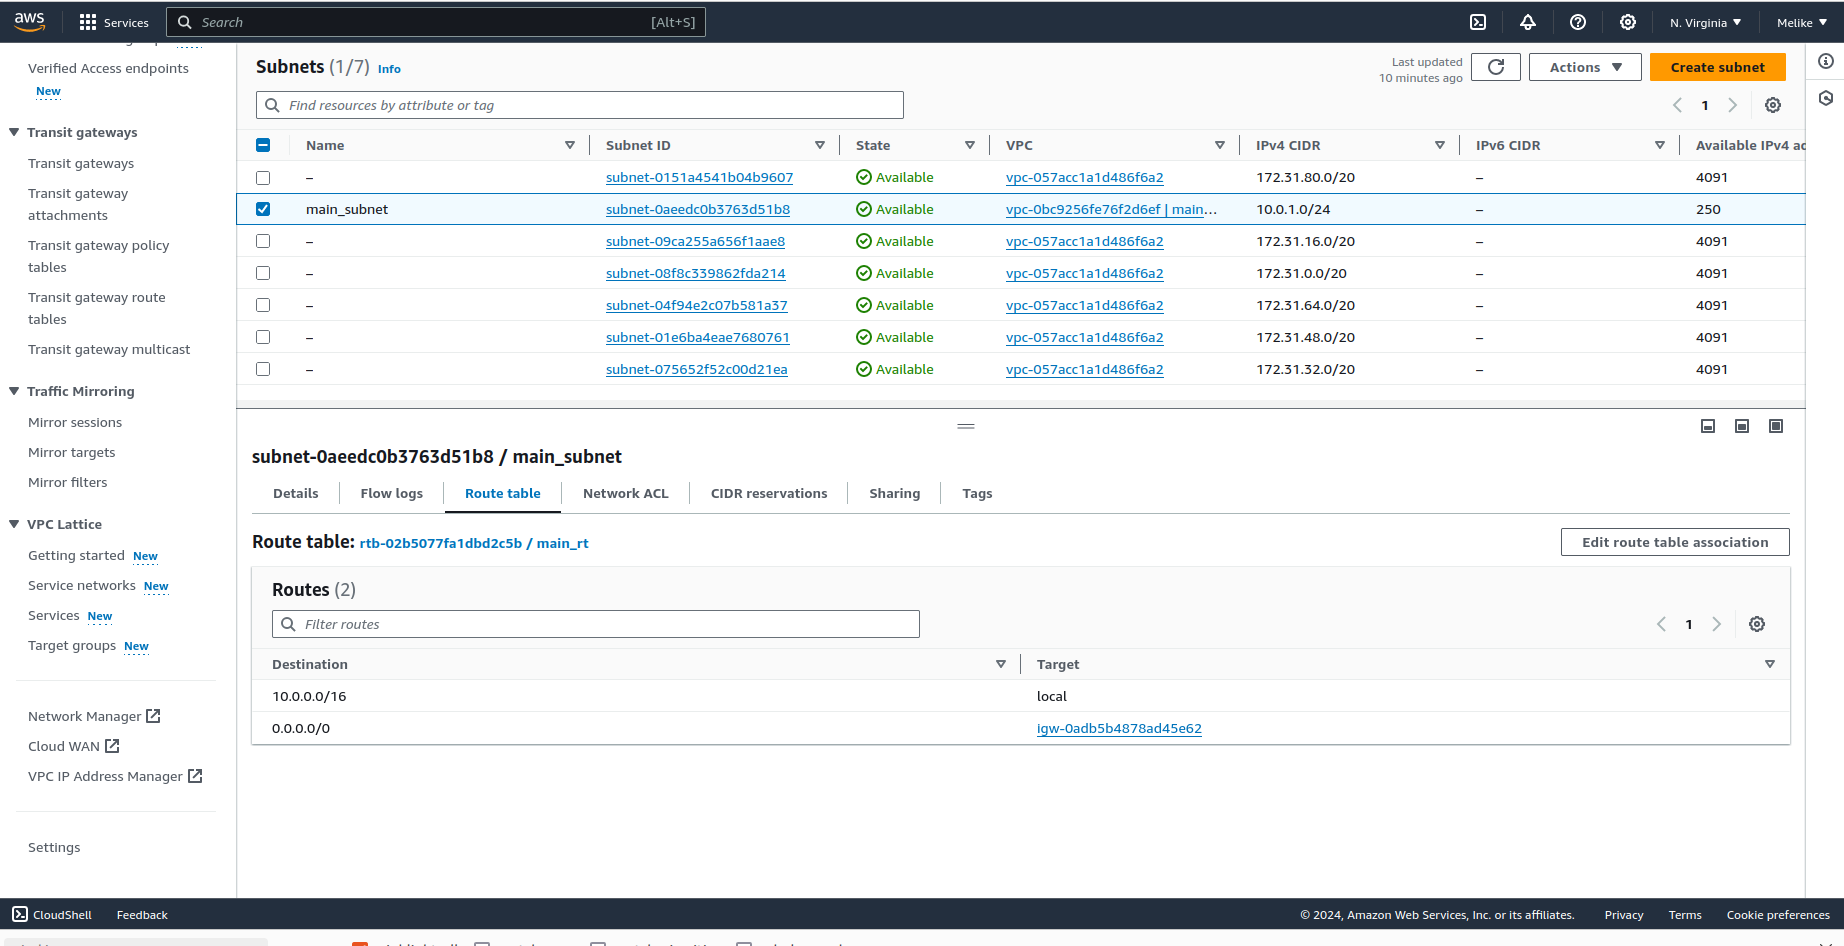 aws
Services
Search
[Alt+S]
N. Virginia
Melike
Verified Access endpoints
New
Transit gateways
Transit gateways
Transit gateway
attachments
Transit gateway policy
tables
Transit gateway route
tables
Transit gateway multicast
Traffic Mirroring
Mirror sessions
Mirror targets
Mirror filters
VPC Lattice
Getting started New
Service networks New
Services New
Target groups New
Network Manager
Cloud WAN
VPC IP Address Manager
Settings
Subnets (1/7) Info
Last updated
10 minutes ago
Actions
Create subnet
Find resources by attribute or tag
1
Name Subnet ID State VPC IPv4 CIDR IPv6 CIDR Available IPv4 ad
– subnet-0151a4541b04b9607 Available vpc-057acc1a1d486f6a2 172.31.80.0/20 – 4091
main_subnet subnet-0aeedc0b3763d51b8 Available vpc-0bc9256fe76f2d6ef | main... 10.0.1.0/24 – 250
– subnet-09ca255a656f1aae8 Available vpc-057acc1a1d486f6a2 172.31.16.0/20 – 4091
– subnet-08f8c339862fda214 Available vpc-057acc1a1d486f6a2 172.31.0.0/20 – 4091
– subnet-04f94e2c07b581a37 Available vpc-057acc1a1d486f6a2 172.31.64.0/20 – 4091
– subnet-01e6ba4eae7680761 Available vpc-057acc1a1d486f6a2 172.31.48.0/20 – 4091
– subnet-075652f52c00d21ea Available vpc-057acc1a1d486f6a2 172.31.32.0/20 – 4091
subnet-0aeedc0b3763d51b8 / main_subnet
Details Flow logs Route table Network ACL CIDR reservations Sharing Tags
Route table: rtb-02b5077fa1dbd2c5b / main_rt
Edit route table association
Routes (2)
Filter routes
1
Destination Target
10.0.0.0/16 local
0.0.0.0/0 igw-0adb5b4878ad45e62
CloudShell Feedback © 2024, Amazon Web Services, Inc. or its affiliates. Privacy Terms Cookie preferences